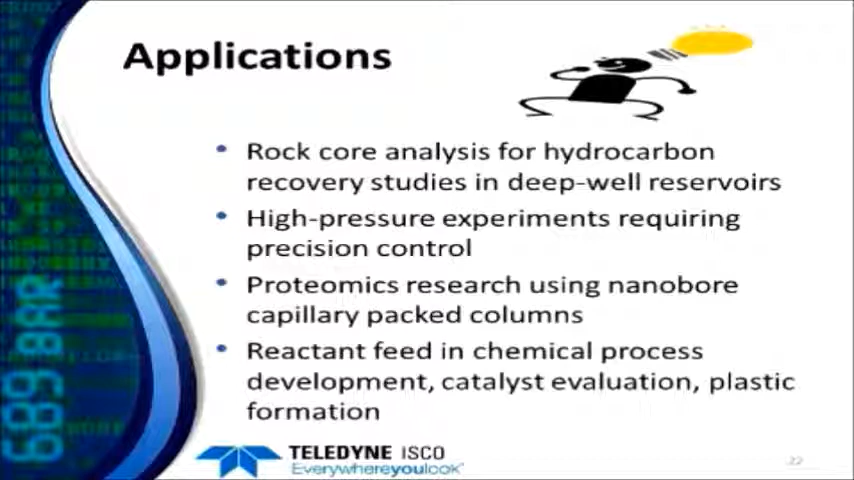 Applications
• Rock core analysis for hydrocarbon
recovery studies in deep-well reservoirs
• High-pressure experiments requiring
precision control
• Proteomics research using nanobore
capillary packed columns
• Reactant feed in chemical process
development, catalyst evaluation, plastic
formation
689 BAR
TELEDYNE ISCO
Everywhereyoulook
22